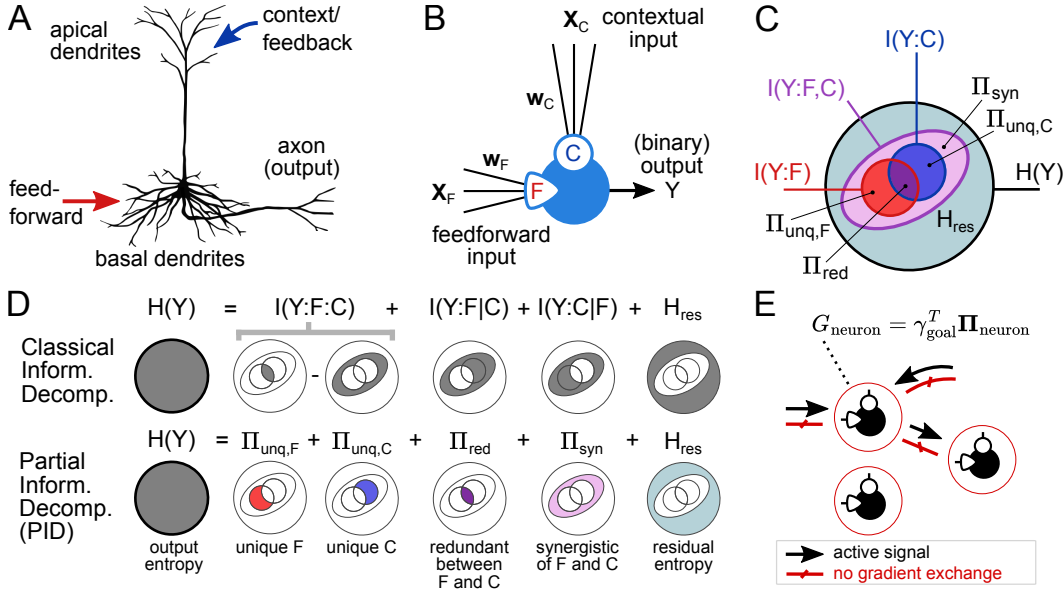 A
apical
dendrites
context/
feedback
axon
(output)
feed-
forward
basal dendrites
B
X_C
contextual
input
w_C
C
w_F
X_F
F
(binary)
output
Y
feedforward
input
C
I(Y:C)
I(Y:F,C)
Π_syn
Π_unq,C
I(Y:F)
H(Y)
Π_unq,F
H_res
Π_red
D
H(Y) = I(Y:F:C) + I(Y:F|C) + I(Y:C|F) + H_res
Classical
Inform.
Decomp.
-
H(Y) = Π_unq,F + Π_unq,C + Π_red + Π_syn + H_res
Partial
Inform.
Decomp.
(PID)
output
entropy
unique F
unique C
redundant
between
F and C
synergistic
of F and C
residual
entropy
E
G_neuron = γ_goal^T Π_neuron
active signal
no gradient exchange